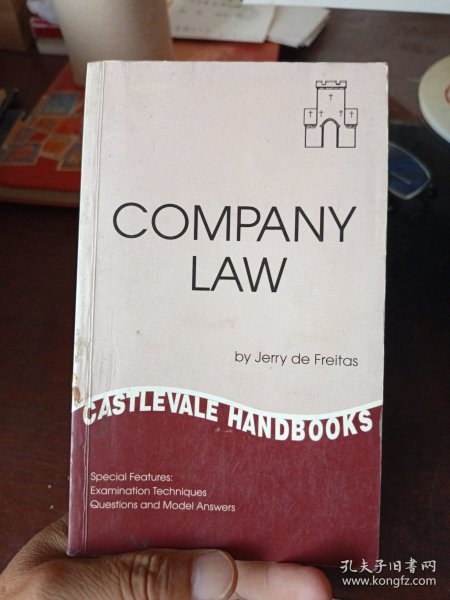 COMPANY
LAW
by Jerry de Freitas
CASTLEVALE HANDBOOKS
Special Features:
Examination Techniques
Questions and Model Answers
孔夫子旧书网
www.kongfz.com